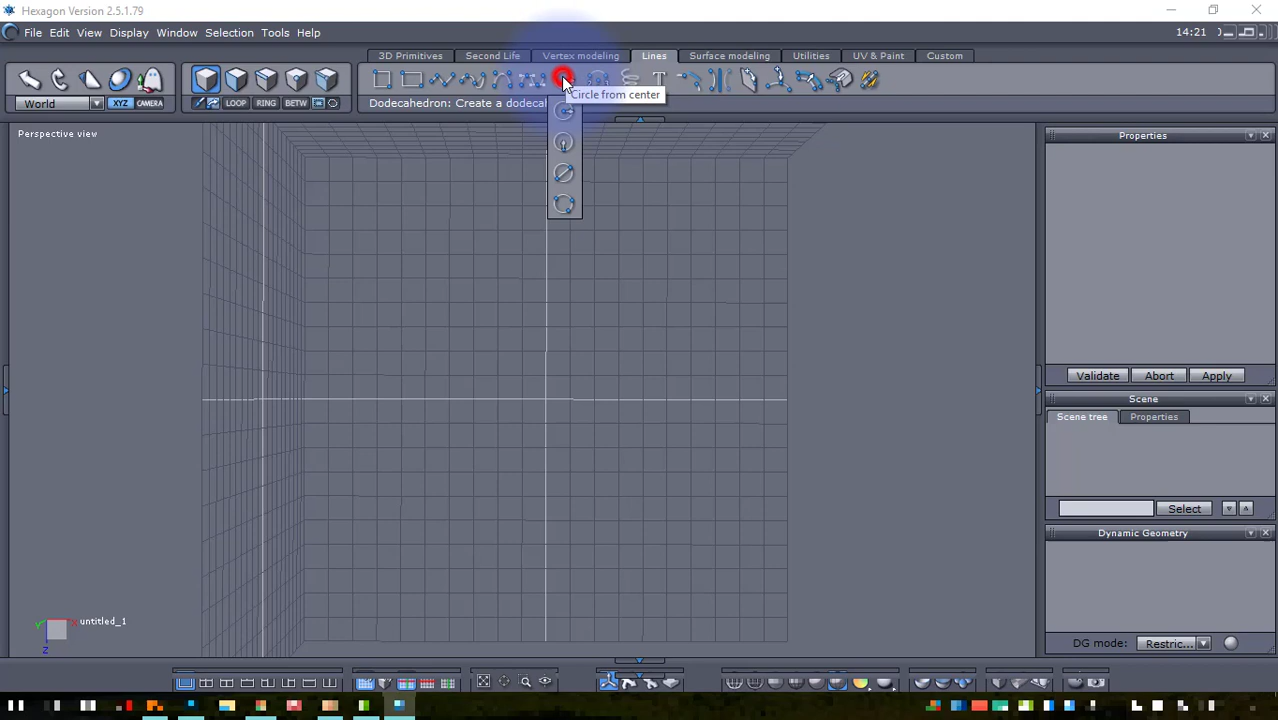 Hexagon Version 2.5.1.79
File Edit View Display Window Selection Tools Help
14:21
3D Primitives Second Life Vertex modeling Lines Surface modeling Utilities UV & Paint Custom
World XYZ CAMERA LOOP RING BETW
Dodecahedron: Create a dodecal
Circle from center
Perspective view
Properties
Validate Abort Apply
Scene
Scene tree Properties
Select
Dynamic Geometry
DG mode: Restric...
Y X untitled_1
Z